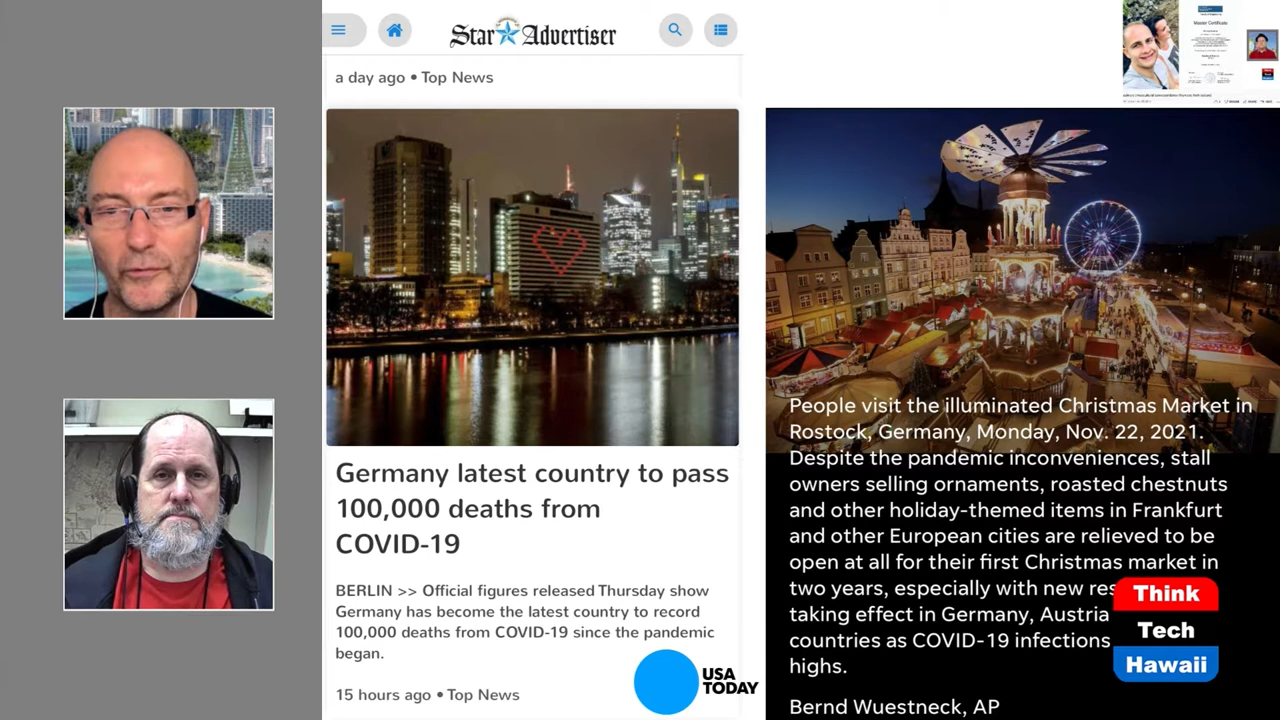 Star Advertiser
a day ago • Top News
Germany latest country to pass
100,000 deaths from
COVID-19
BERLIN >> Official figures released Thursday show
Germany has become the latest country to record
100,000 deaths from COVID-19 since the pandemic
began.
15 hours ago • Top News
USA
TODAY
Master Certificate
People visit the illuminated Christmas Market in
Rostock, Germany, Monday, Nov. 22, 2021.
Despite the pandemic inconveniences, stall
owners selling ornaments, roasted chestnuts
and other holiday-themed items in Frankfurt
and other European cities are relieved to be
open at all for their first Christmas market in
two years, especially with new res
taking effect in Germany, Austria
countries as COVID-19 infections
highs.
Bernd Wuestneck, AP
Think
Tech
Hawaii